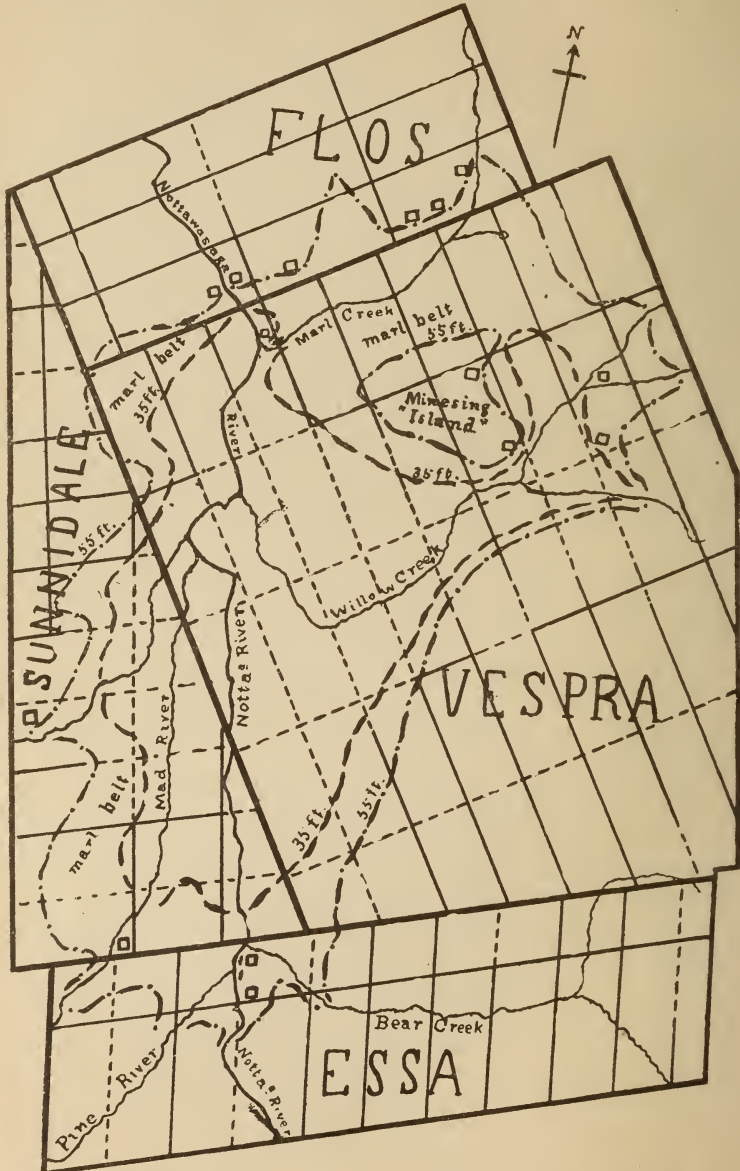 N
FLOS
Nottawasaga
River
Marl Creek
marl belt
55 ft.
marl belt
35 ft.
Minesing
"Island"
35 ft.
SUNNIDALE
55 ft.
Willow Creek
VESPRA
Notta River
Mad River
marl belt
35 ft.
55 ft.
Bear Creek
ESSA
Pine River
Notta River